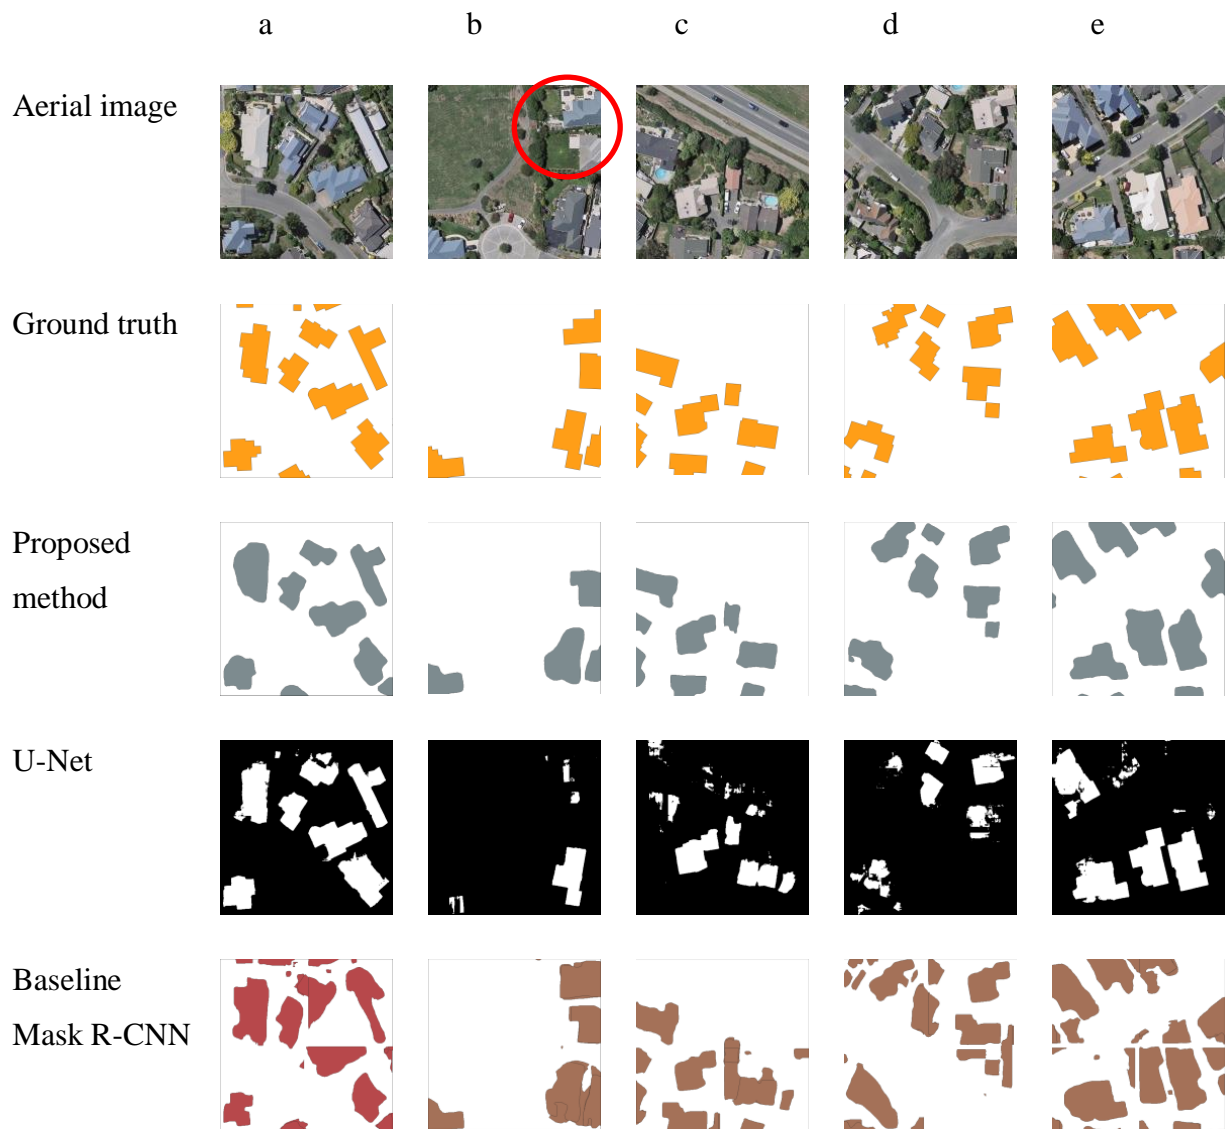 a b c d e
Aerial image
Ground truth
Proposed
method
U-Net
Baseline
Mask R-CNN